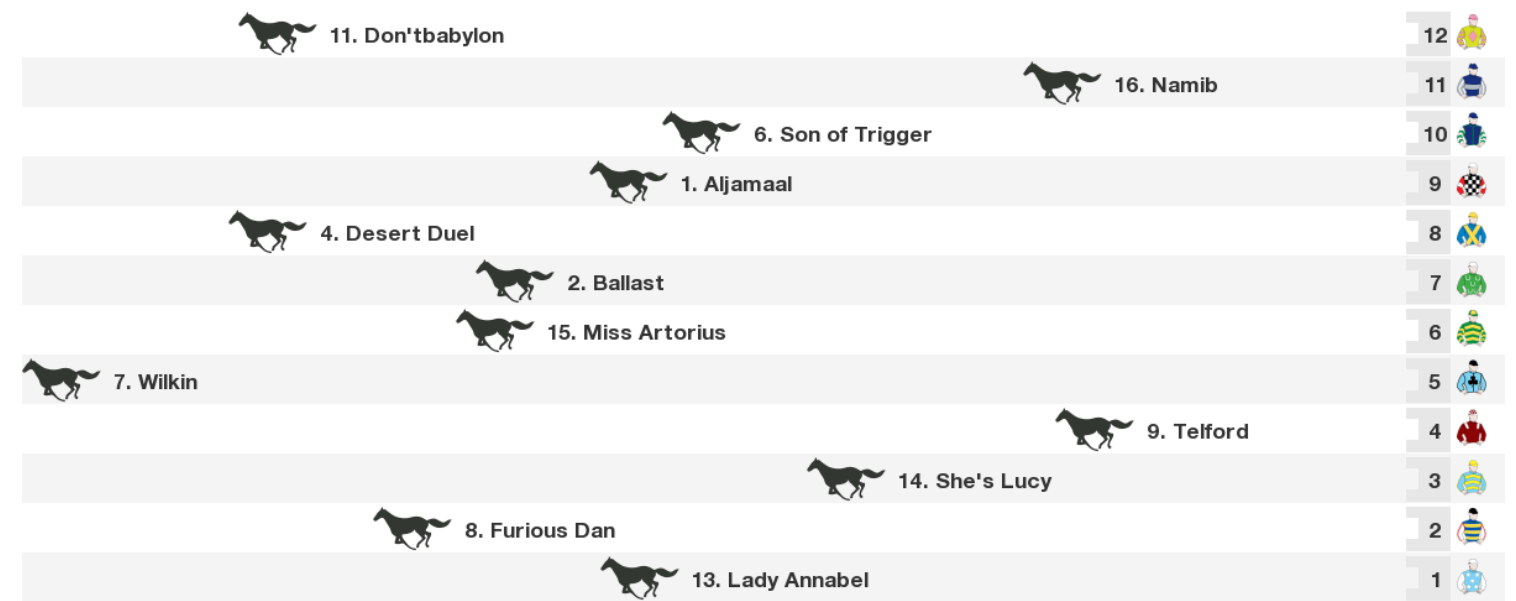 11. Don'tbabylon 12
16. Namib 11
6. Son of Trigger 10
1. Aljamaal 9
4. Desert Duel 8
2. Ballast 7
15. Miss Artorius 6
7. Wilkin 5
9. Telford 4
14. She's Lucy 3
8. Furious Dan 2
13. Lady Annabel 1